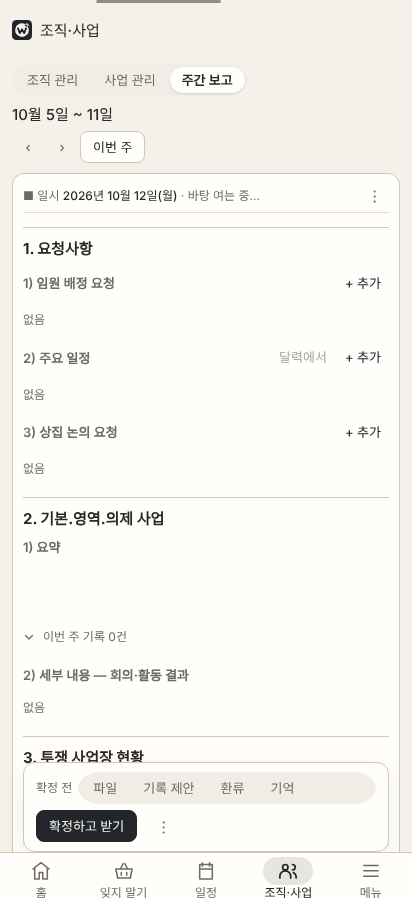 조직·사업
조직 관리 사업 관리 주간 보고
10월 5일 ~ 11일
‹ › 이번 주
■ 일시 2026년 10월 12일(월) · 바탕 여는 중...
1. 요청사항
1) 임원 배정 요청 + 추가
없음
2) 주요 일정 달력에서 + 추가
없음
3) 상집 논의 요청 + 추가
없음
2. 기본.영역.의제 사업
1) 요약
이번 주 기록 0건
2) 세부 내용 — 회의·활동 결과
없음
3. 투쟁 사업장 현황
확정 전 파일 기록 제안 환류 기억
확정하고 받기
홈 잊지 말기 일정 조직·사업 메뉴